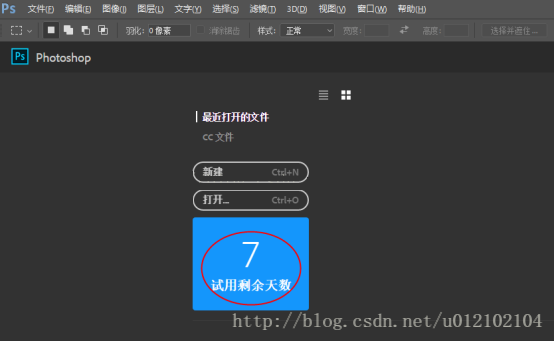 Ps 文件(F) 编辑(E) 图像(I) 图层(L) 文字(Y) 选择(S) 滤镜(T) 3D(D) 视图(V) 窗口(W) 帮助(H)
羽化: 0 像素 消除锯齿 样式: 正常 宽度: 高度: 选择并遮住 ...
Ps Photoshop
最近打开的文件
CC 文件
新建 Ctrl+N
打开... Ctrl+O
7
试用剩余天数
http://blog.csdn.net/u012102104